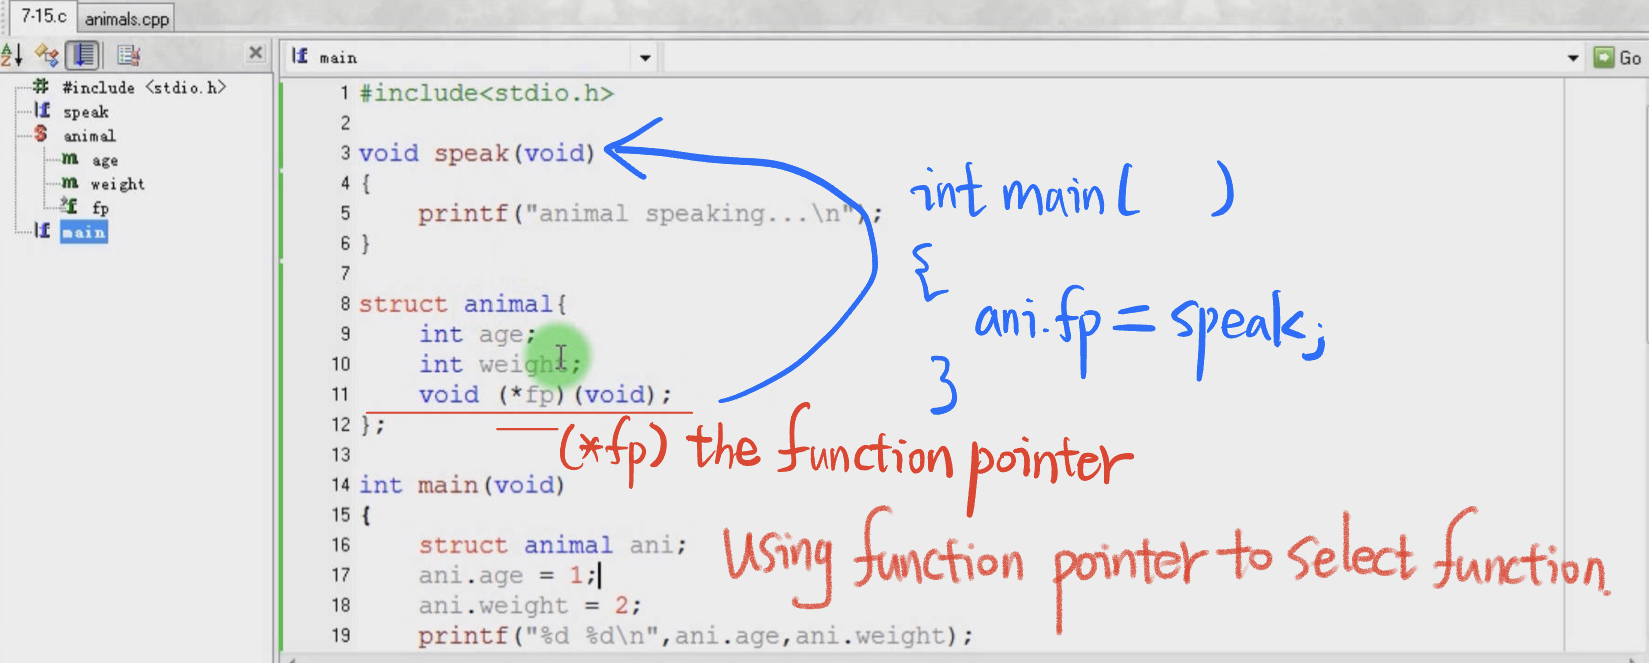 7-15.c animals.cpp
main
Go
#include <stdio.h>
speak
animal
age
weight
fp
main
1 #include<stdio.h>
2
3 void speak(void)
4 {
5 printf("animal speaking...\n");
6 }
7
8 struct animal{
9 int age;
10 int weight;
11 void (*fp)(void);
12 };
13
14 int main(void)
15 {
16 struct animal ani;
17 ani.age = 1;
18 ani.weight = 2;
19 printf("%d %d\n",ani.age,ani.weight);
int main( )
{
ani.fp = speak;
}
(*fp) the function pointer
Using function pointer to select function.